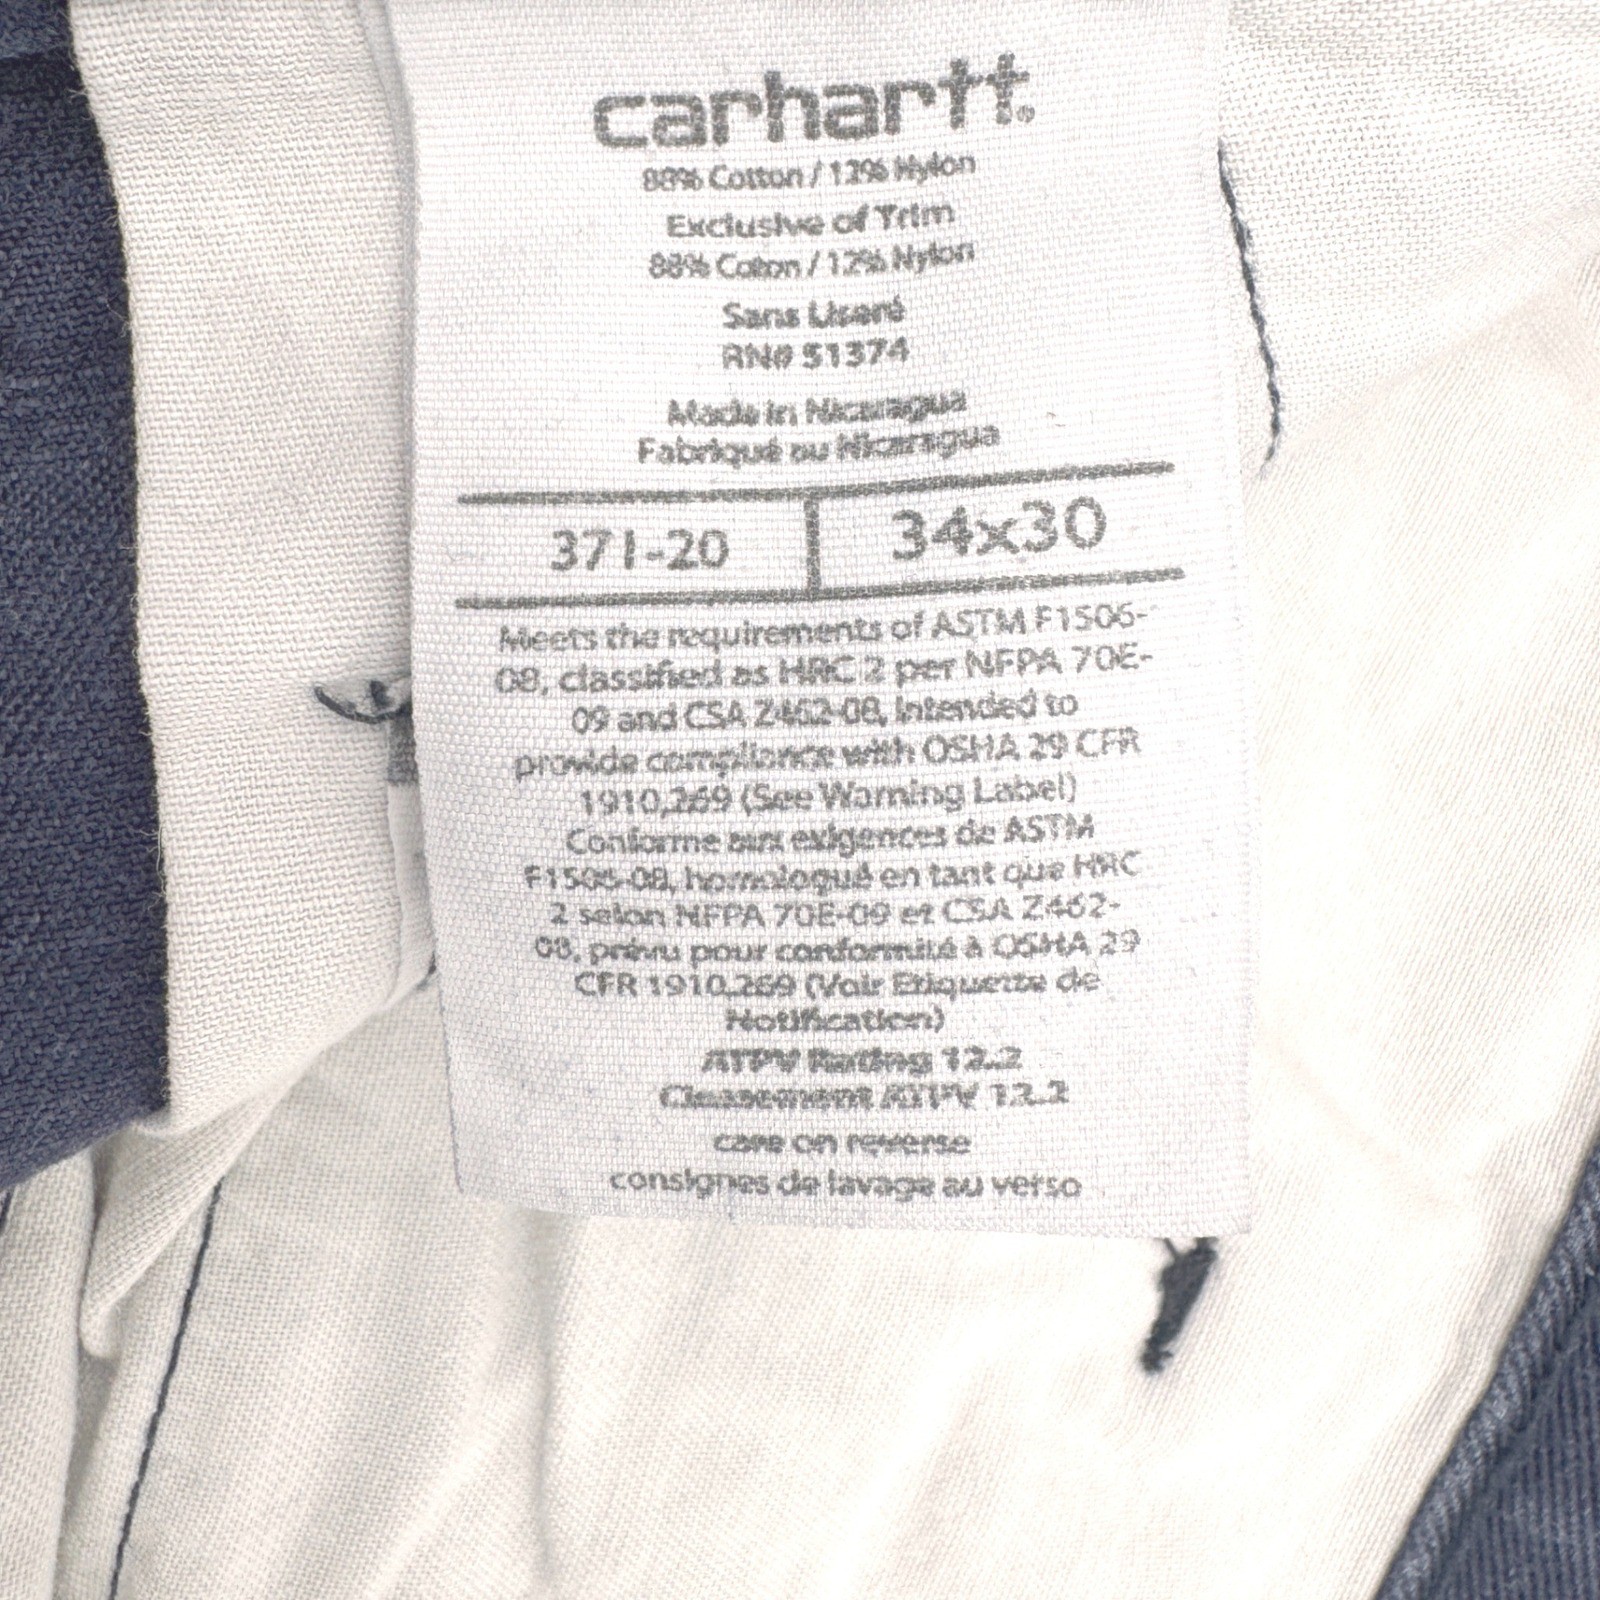 carhartt®
88% Cotton / 12% Nylon
Exclusive of Trim
88% Coton / 12% Nylon
Sans Liseré
RN# 51374
Made in Nicaragua
Fabriqué au Nicaragua
371-20
34x30
Meets the requirements of ASTM F1506-
08, classified as HRC 2 per NFPA 70E-
09 and CSA Z462-08, Intended to
provide compliance with OSHA 29 CFR
1910.269 (See Warning Label)
Conforme aux exigences de ASTM
F1506-08, homologué en tant que HRC
2 selon NFPA 70E-09 et CSA Z462-
08, prévu pour conformité à OSHA 29
CFR 1910.269 (Voir Etiquette de
Notification)
ATPV Rating 12.2
Classement ATPV 12.2
care on reverse
consignes de lavage au verso